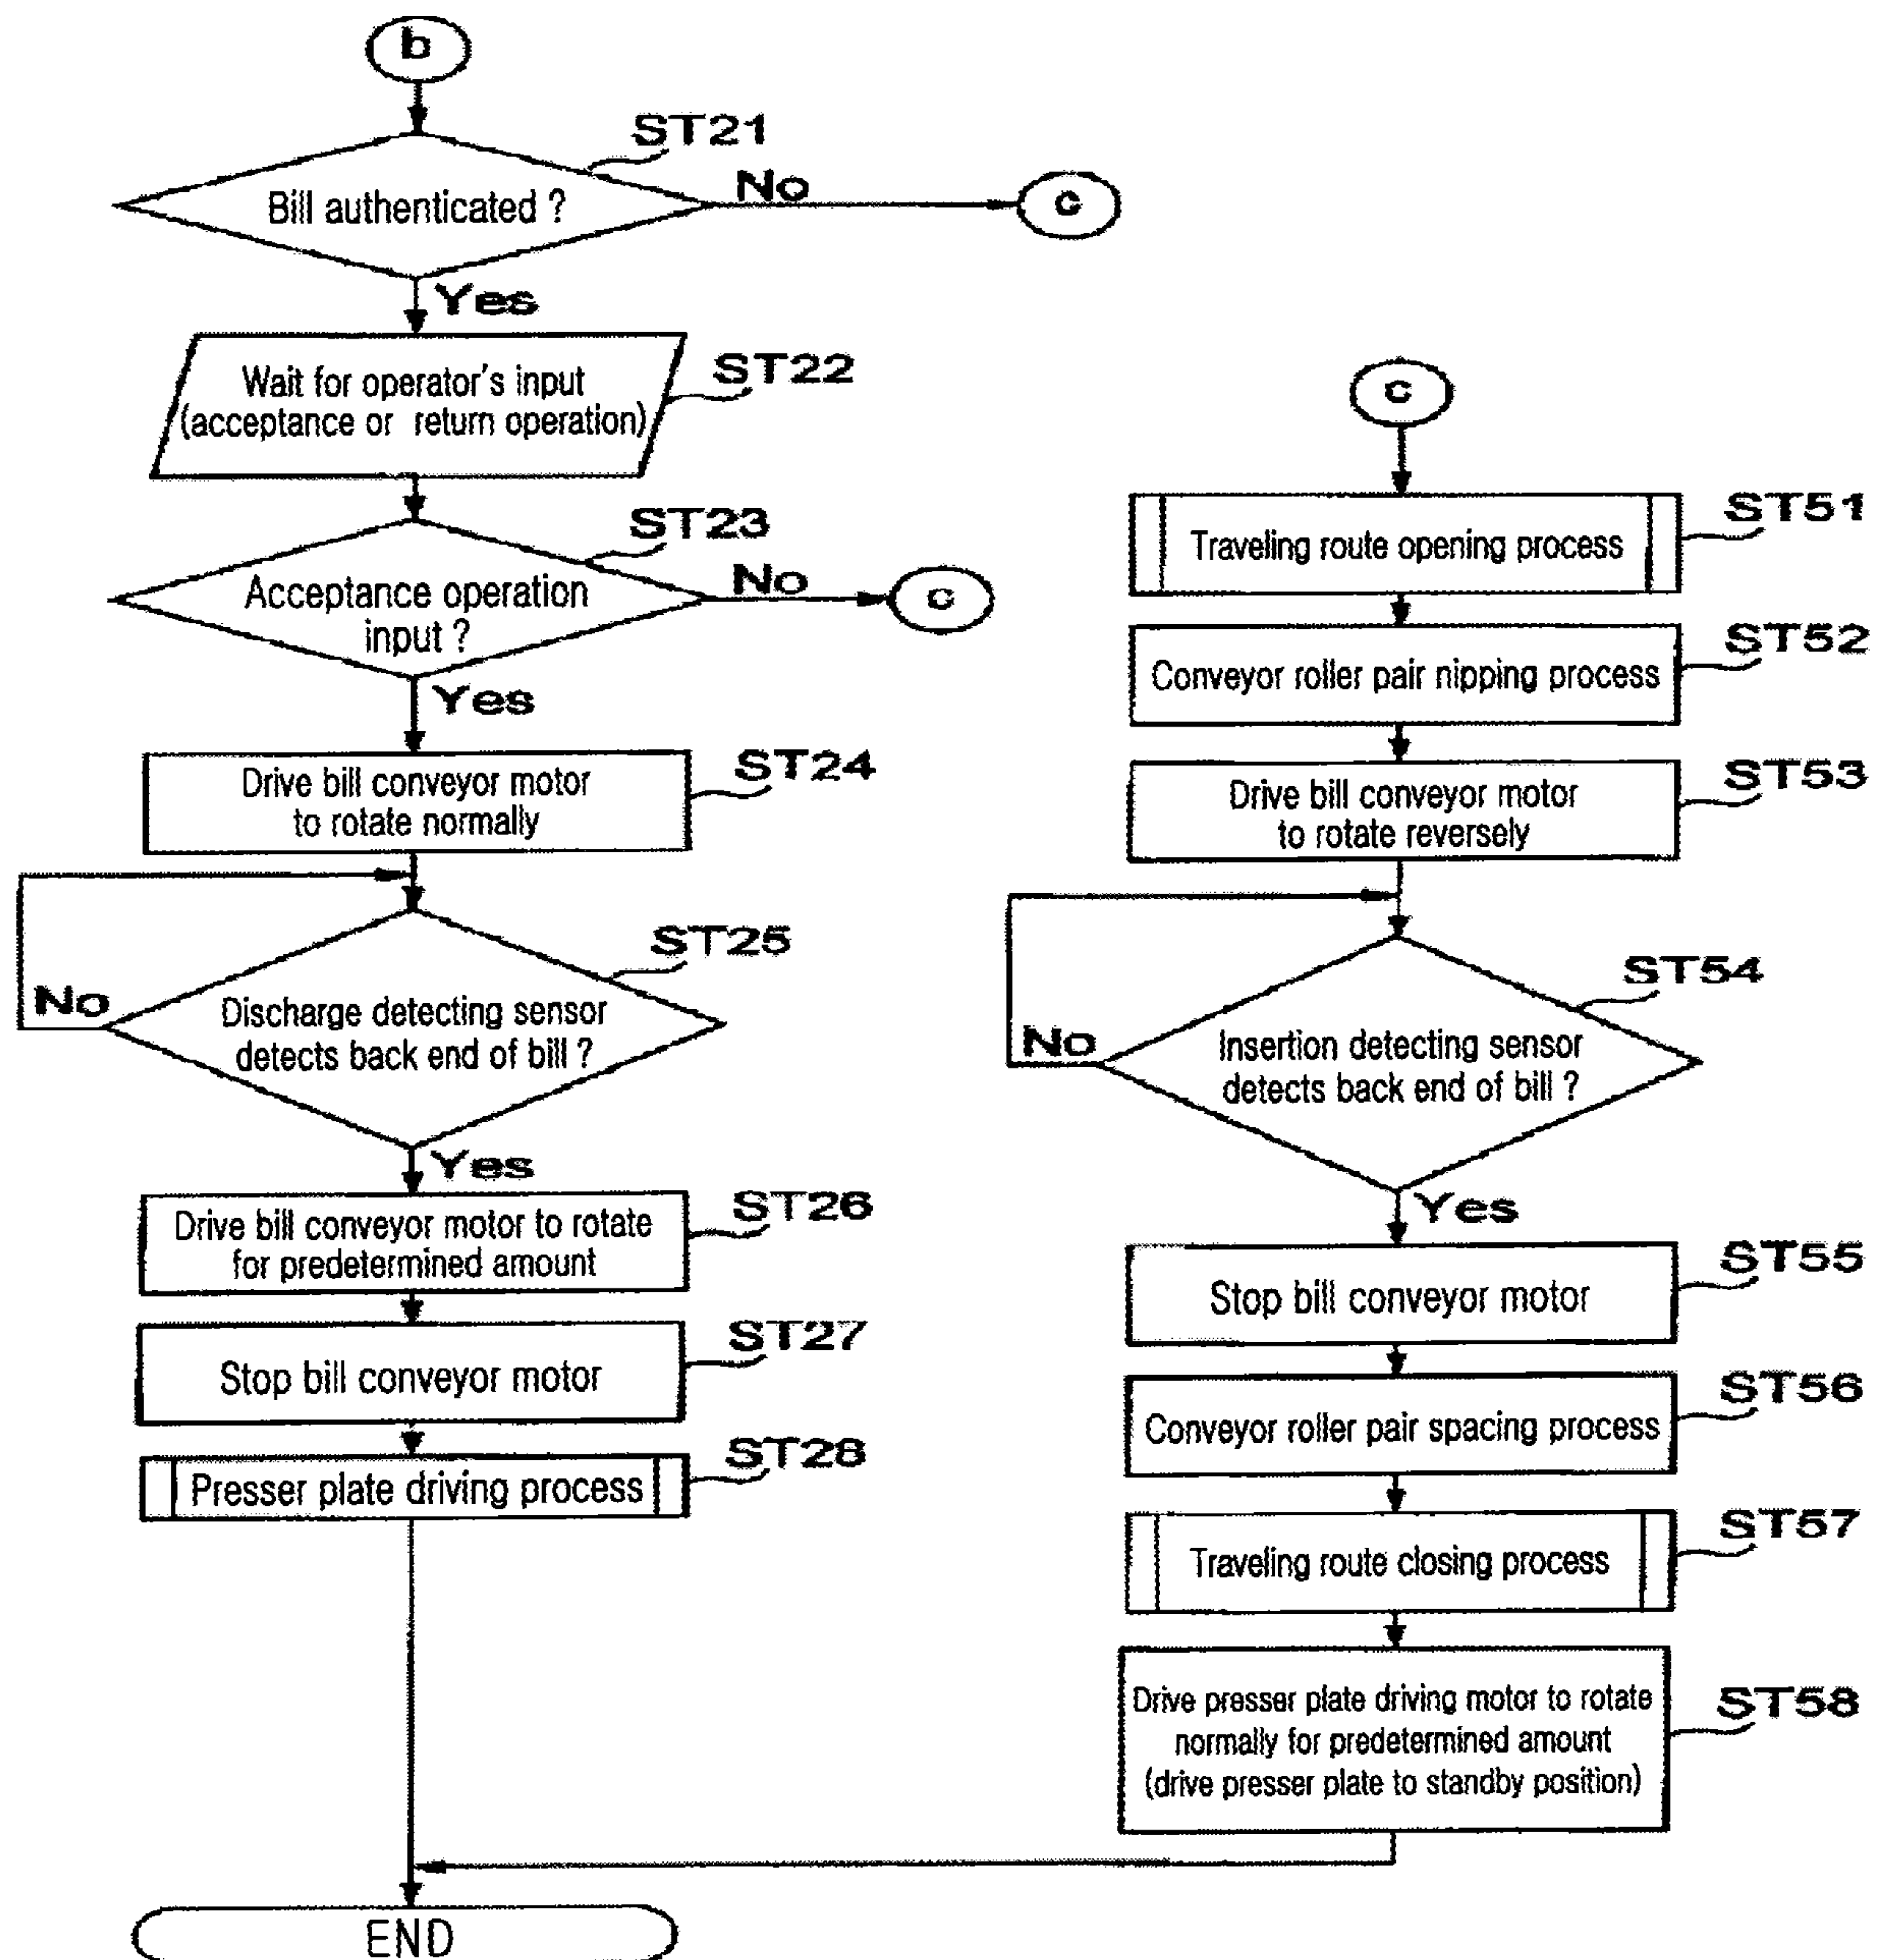 b
ST21
Bill authenticated ?
No
c
Yes
ST22
Wait for operator's input
(acceptance or return operation)
ST23
Acceptance operation
input ?
No
c
Yes
ST24
Drive bill conveyor motor
to rotate normally
ST25
No
Discharge detecting sensor
detects back end of bill ?
Yes
ST26
Drive bill conveyor motor to rotate
for predetermined amount
ST27
Stop bill conveyor motor
ST28
Presser plate driving process
c
ST51
Traveling route opening process
ST52
Conveyor roller pair nipping process
ST53
Drive bill conveyor motor
to rotate reversely
ST54
No
Insertion detecting sensor
detects back end of bill ?
Yes
ST55
Stop bill conveyor motor
ST56
Conveyor roller pair spacing process
ST57
Traveling route closing process
ST58
Drive presser plate driving motor to rotate
normally for predetermined amount
(drive presser plate to standby position)
END